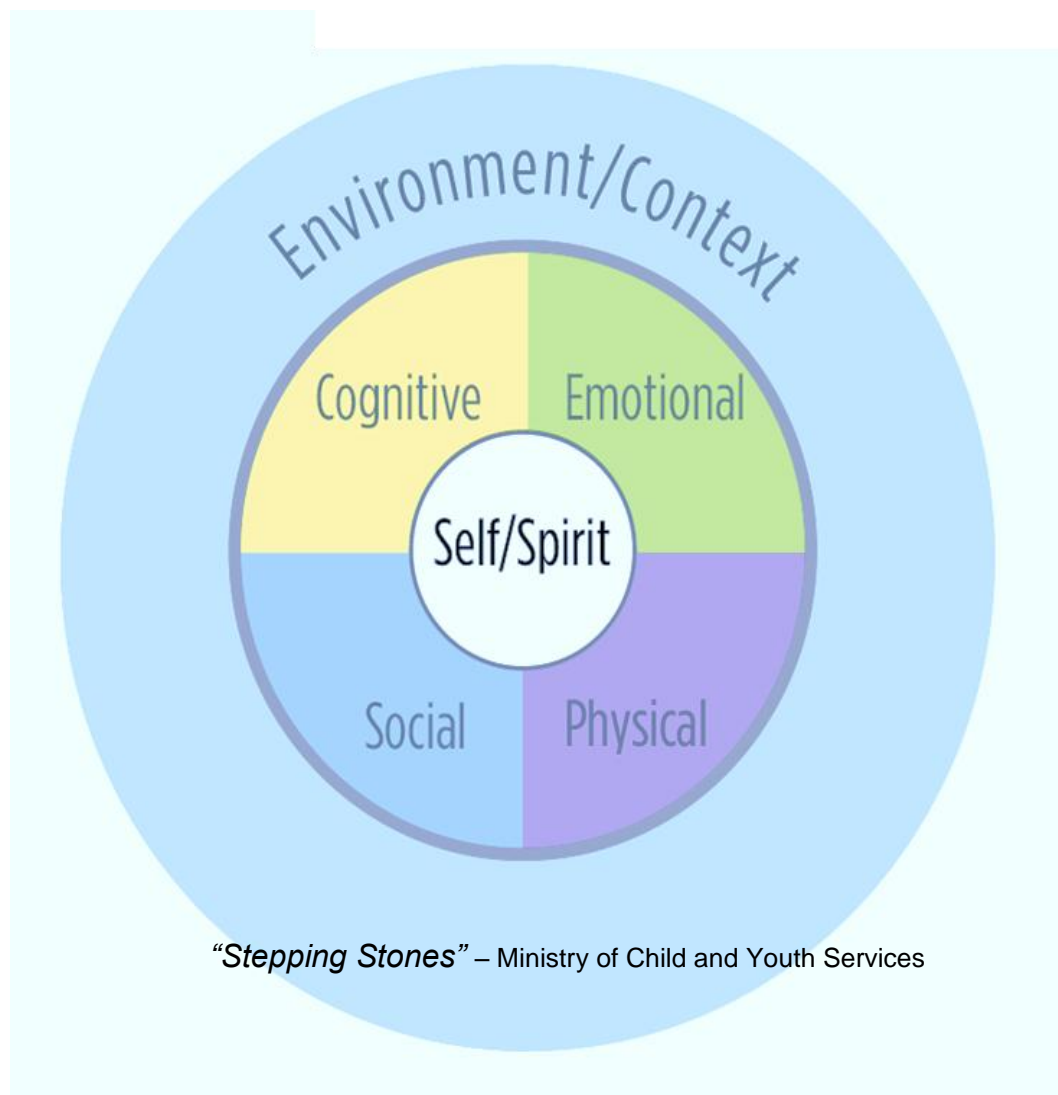 Environment/Context
Cognitive Emotional
Self/Spirit
Social Physical
“Stepping Stones” – Ministry of Child and Youth Services